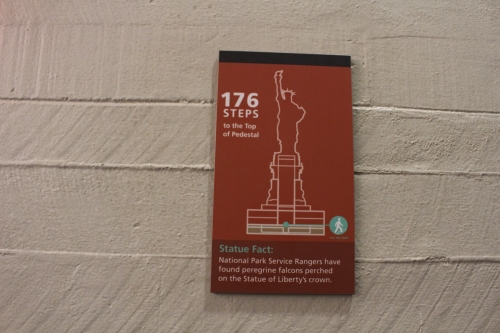 176
STEPS
to the Top
of Pedestal
Statue Fact:
National Park Service Rangers have
found peregrine falcons perched
on the Statue of Liberty's crown.